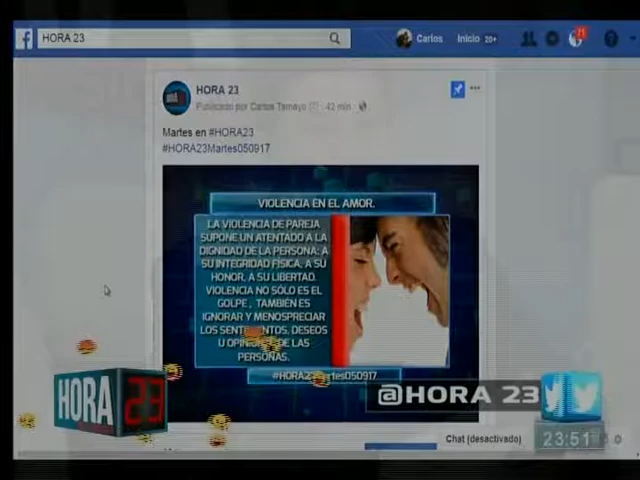 HORA 23
Carlos
Inicio 20+
HORA 23
Publicado por Carlos Tamayo · 42 min ·
Martes en #HORA23
#HORA23Martes050917
VIOLENCIA EN EL AMOR.
LA VIOLENCIA DE PAREJA
SUPONE UN ATENTADO A LA
DIGNIDAD DE LA PERSONA: A
SU INTEGRIDAD FÍSICA, A SU
HONOR, A SU LIBERTAD.
VIOLENCIA NO SÓLO ES EL
GOLPE, TAMBIÉN ES
IGNORAR Y MENOSPRECIAR
LOS DESEOS
U DE LAS
PERSONAS.
HORA 23
@HORA 23
Chat (desactivado)
23:51